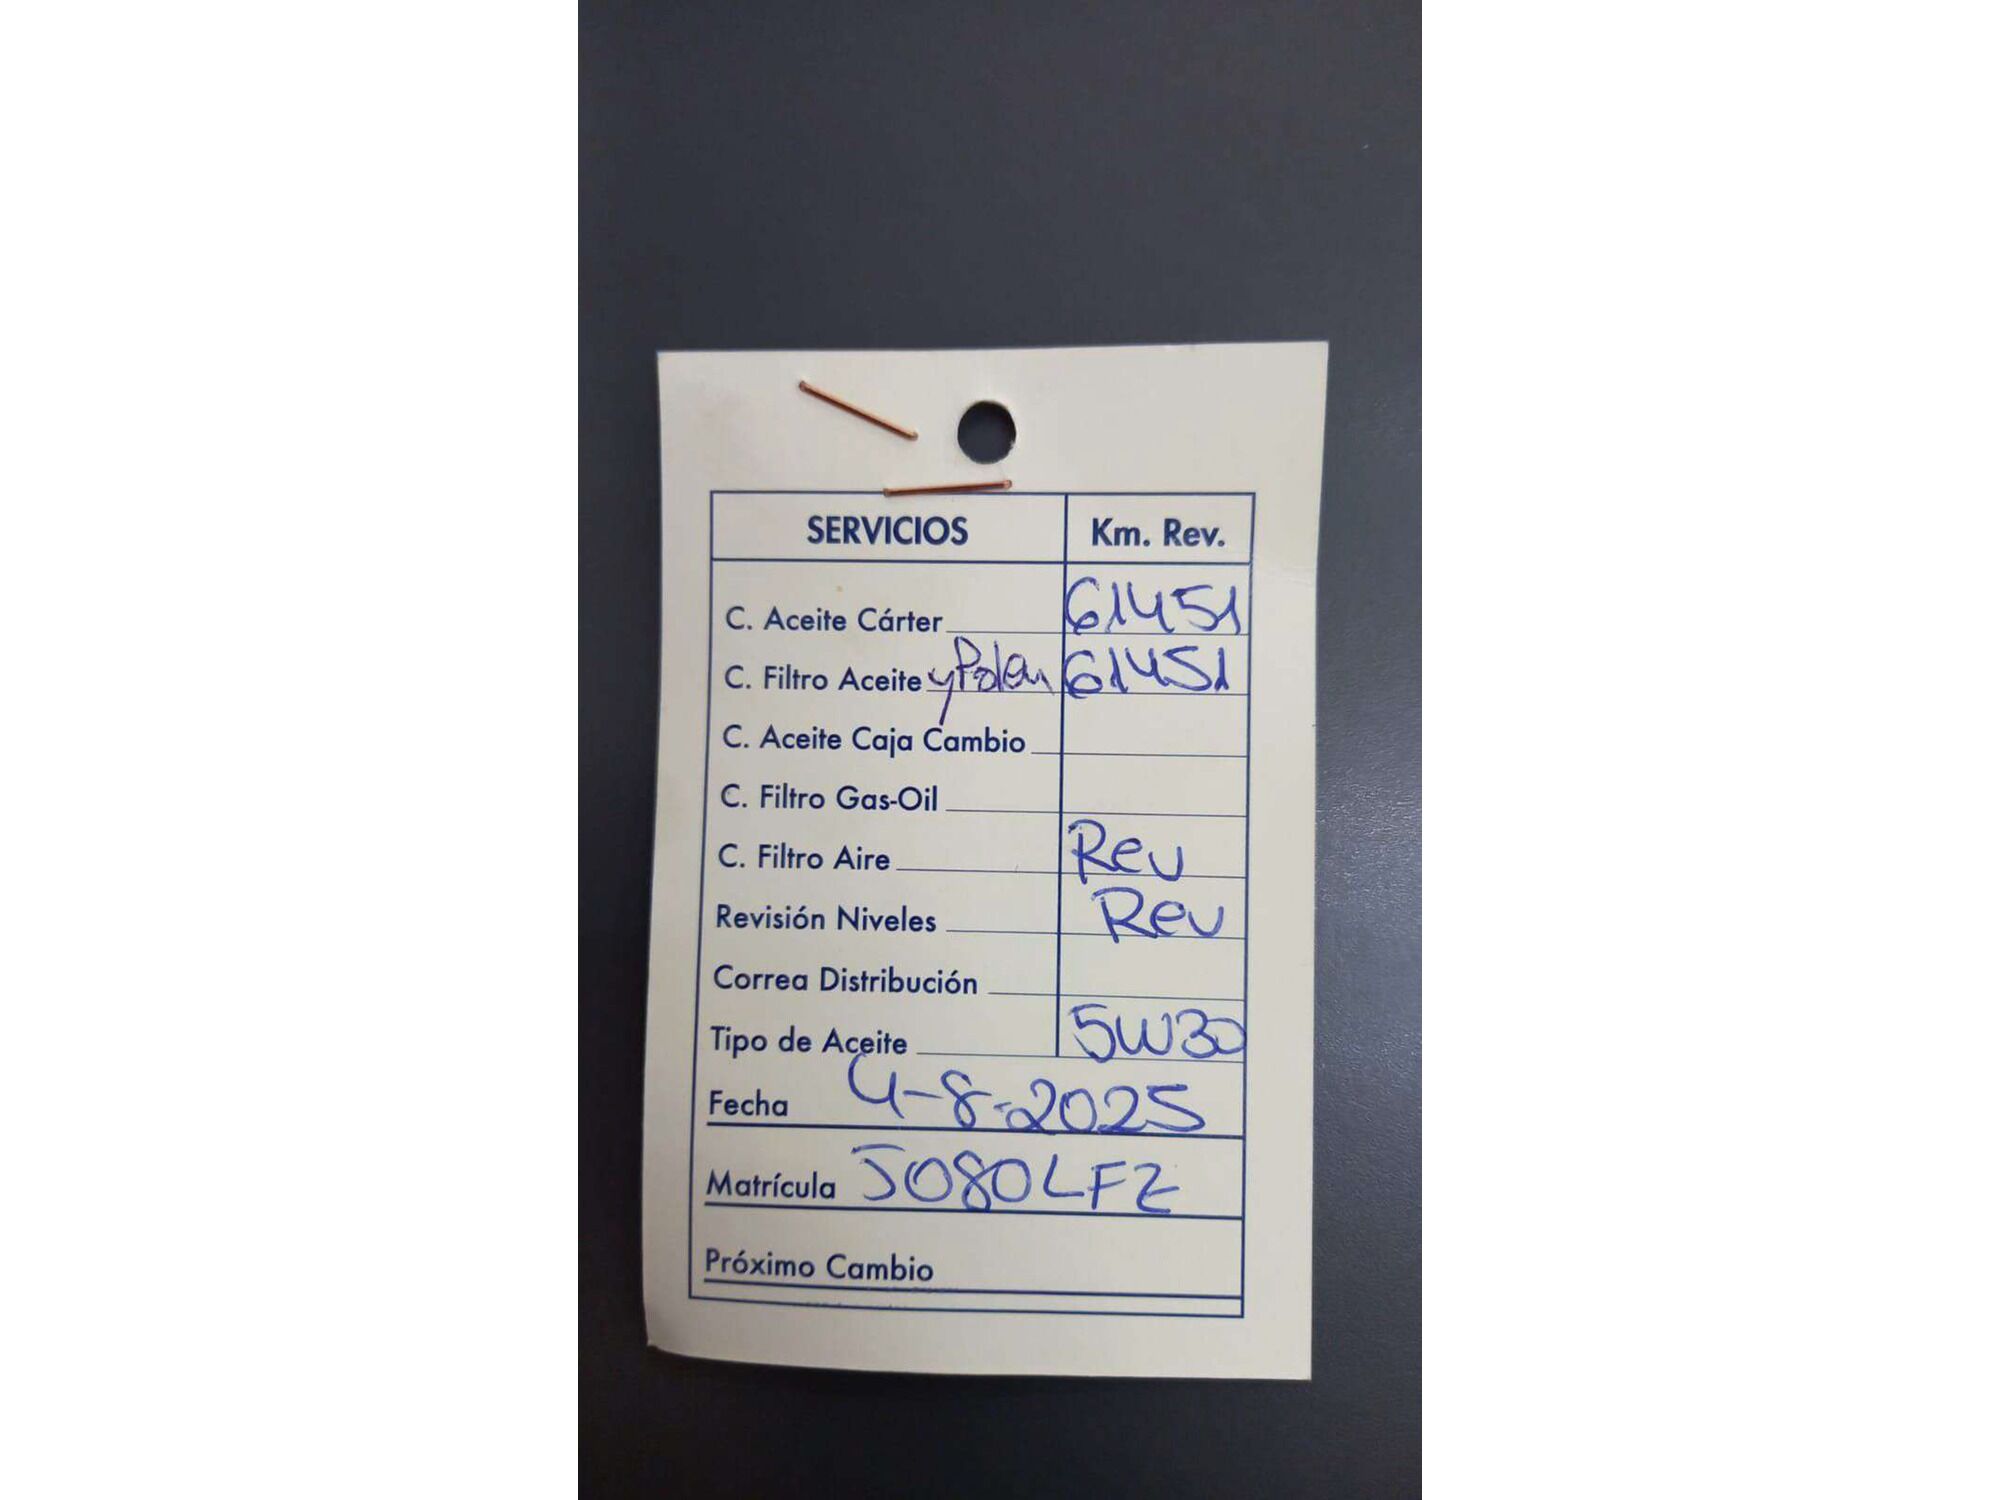 SERVICIOS Km. Rev.
C. Aceite Cárter 61451
C. Filtro Aceite y Polen 61451
C. Aceite Caja Cambio
C. Filtro Gas-Oil
C. Filtro Aire Rev
Revisión Niveles Rev
Correa Distribución
Tipo de Aceite 5W30
Fecha 4-8-2025
Matrícula 5080LFZ
Próximo Cambio